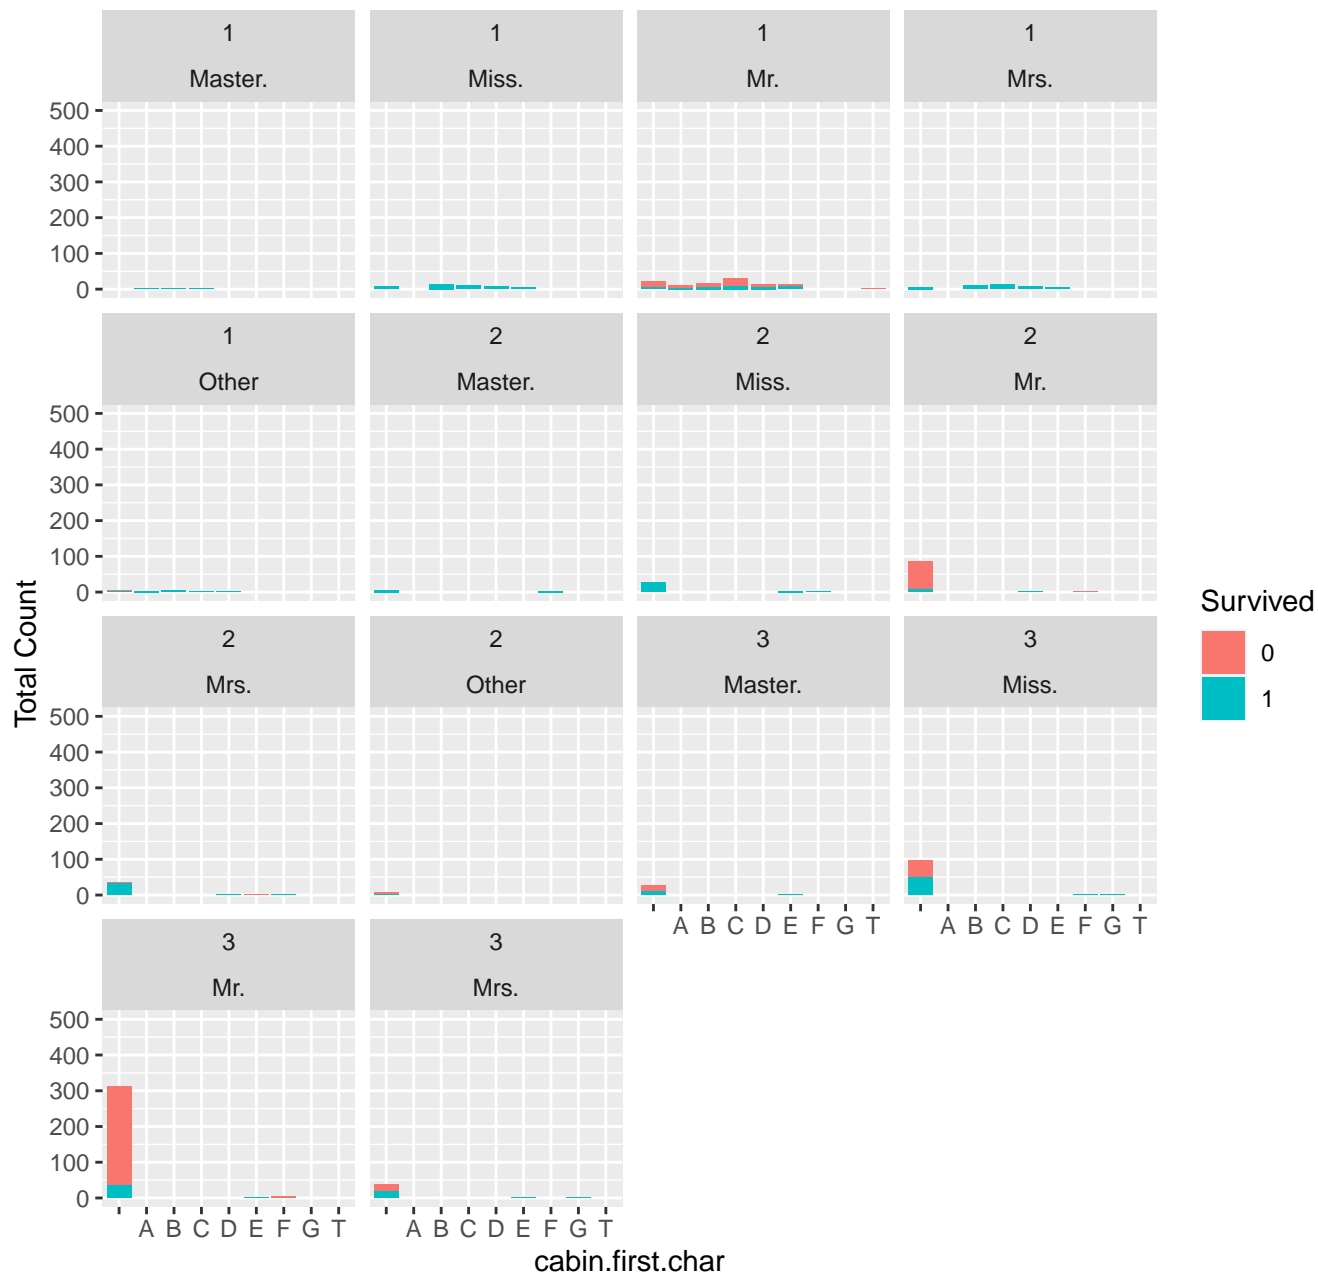 1 1 1 1
Master. Miss. Mr. Mrs.
500
400
300
200
100
0
1 2 2 2
Other Master. Miss. Mr.
500
400
300
200
100
0
2 2 3 3
Mrs. Other Master. Miss.
500
400
300
200
100
0
A B C D E F G T A B C D E F G T
3 3
Mr. Mrs.
500
400
300
200
100
0
A B C D E F G T A B C D E F G T
cabin.first.char
Total Count
Survived
0
1